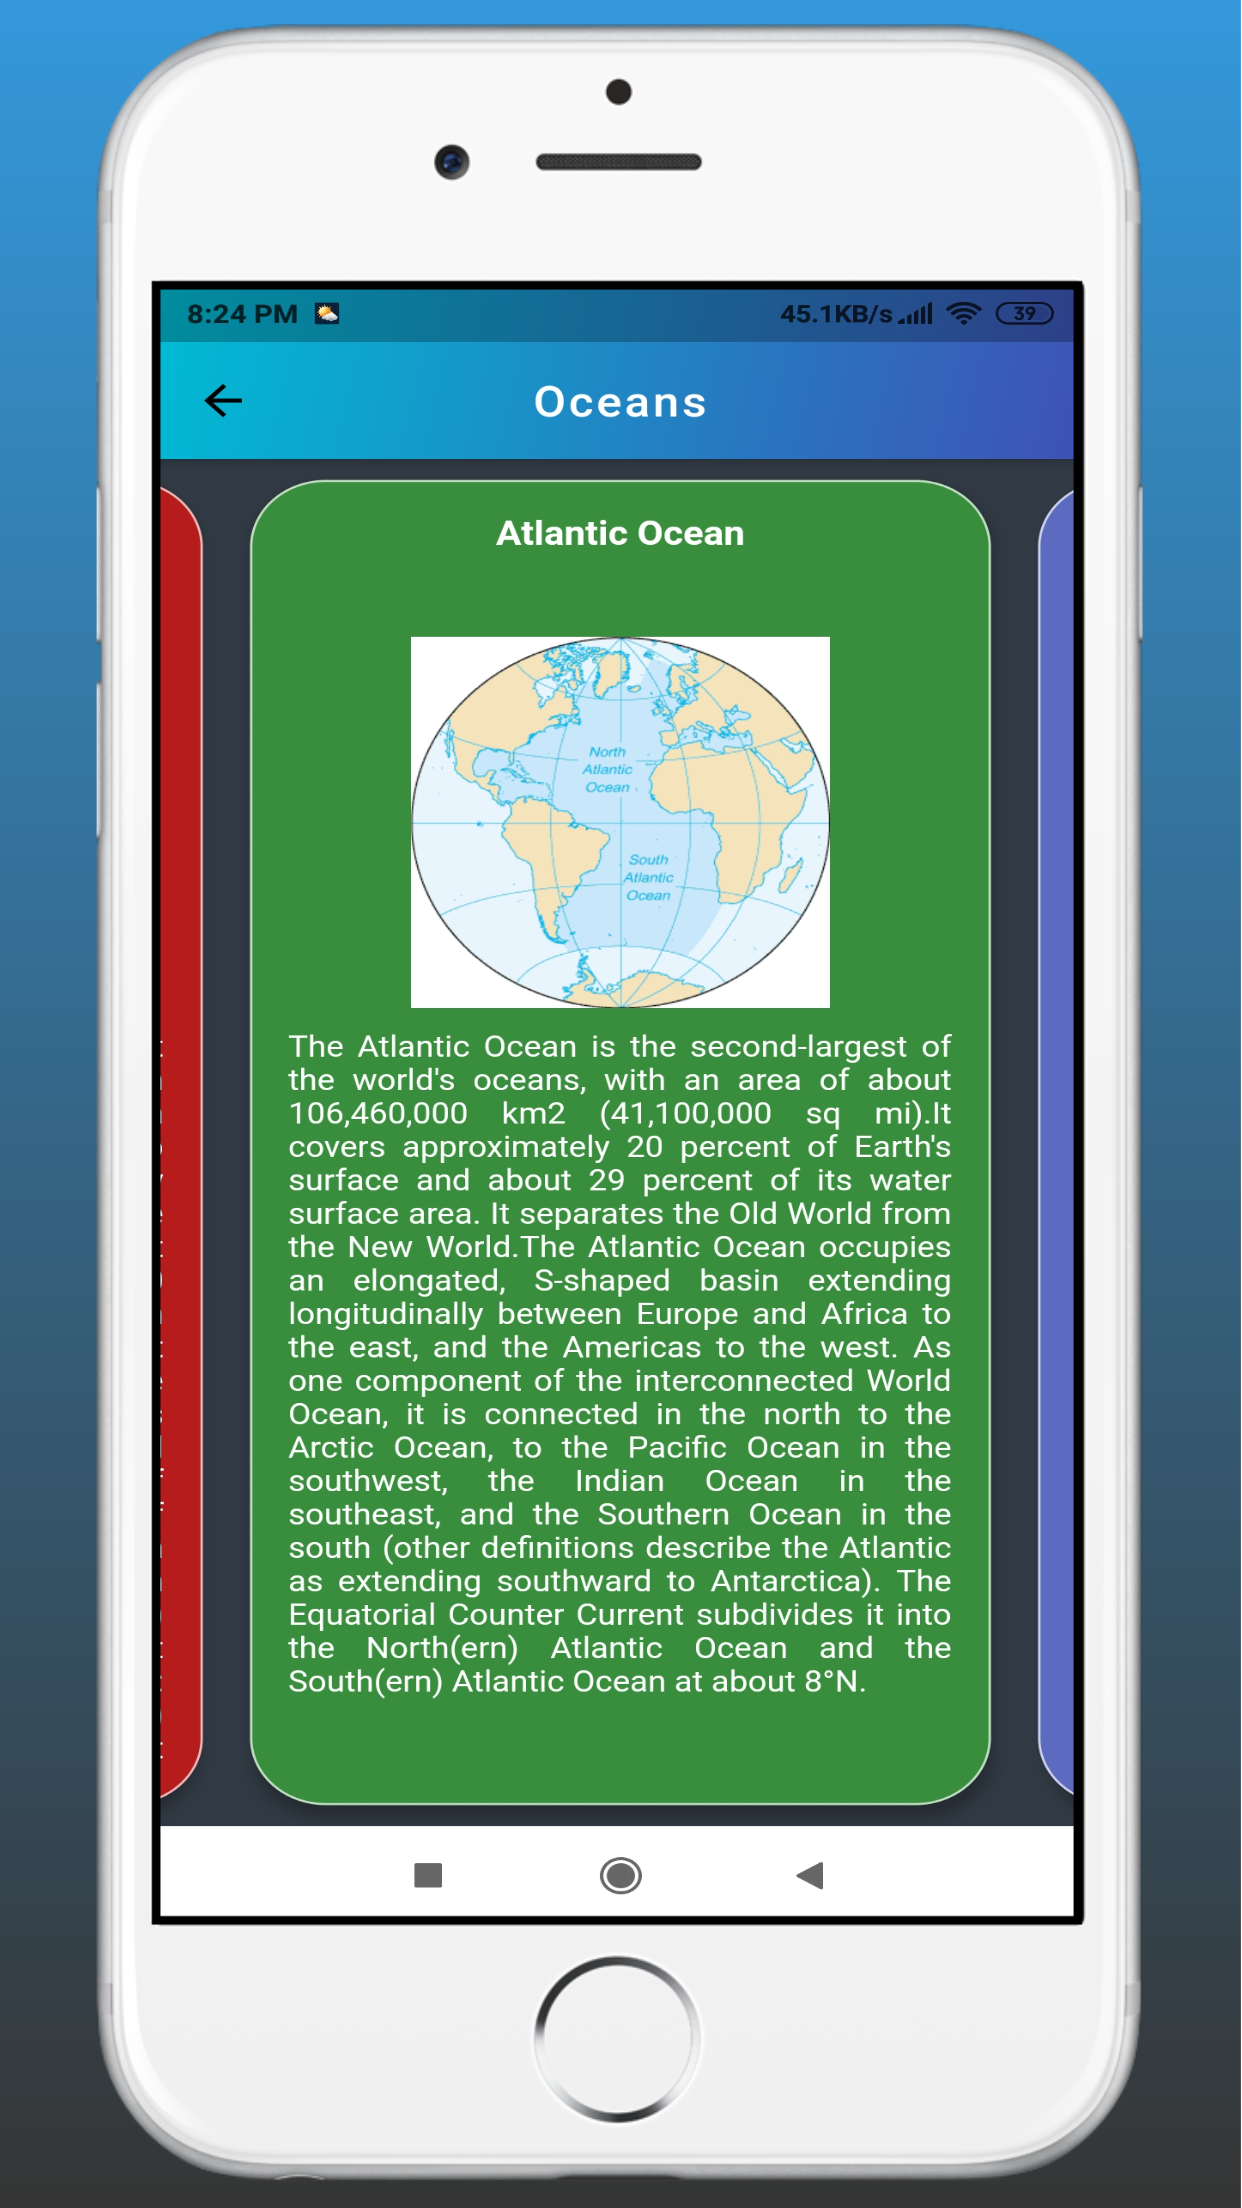 8:24 PM 45.1KB/s 39
Oceans
Atlantic Ocean
North
Atlantic
Ocean
South
Atlantic
Ocean
The Atlantic Ocean is the second-largest of
the world's oceans, with an area of about
106,460,000 km2 (41,100,000 sq mi).It
covers approximately 20 percent of Earth's
surface and about 29 percent of its water
surface area. It separates the Old World from
the New World.The Atlantic Ocean occupies
an elongated, S-shaped basin extending
longitudinally between Europe and Africa to
the east, and the Americas to the west. As
one component of the interconnected World
Ocean, it is connected in the north to the
Arctic Ocean, to the Pacific Ocean in the
southwest, the Indian Ocean in the
southeast, and the Southern Ocean in the
south (other definitions describe the Atlantic
as extending southward to Antarctica). The
Equatorial Counter Current subdivides it into
the North(ern) Atlantic Ocean and the
South(ern) Atlantic Ocean at about 8°N.